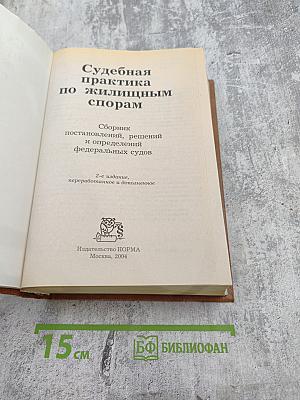 Судебная
практика
по жилищным
спорам
Сборник
постановлений, решений
и определений
федеральных судов
2-е издание,
переработанное и дополненное
Издательство НОРМА
Москва, 2004
15 см
БФ БИБЛИОФАН